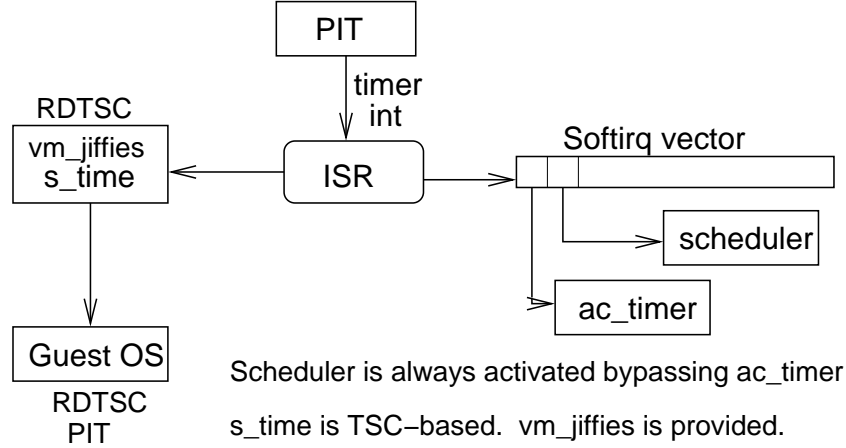 PIT
timer
int
RDTSC
vm_jiffies
s_time
ISR
Softirq vector
scheduler
ac_timer
Guest OS
RDTSC
PIT
Scheduler is always activated bypassing ac_timer
s_time is TSC−based. vm_jiffies is provided.